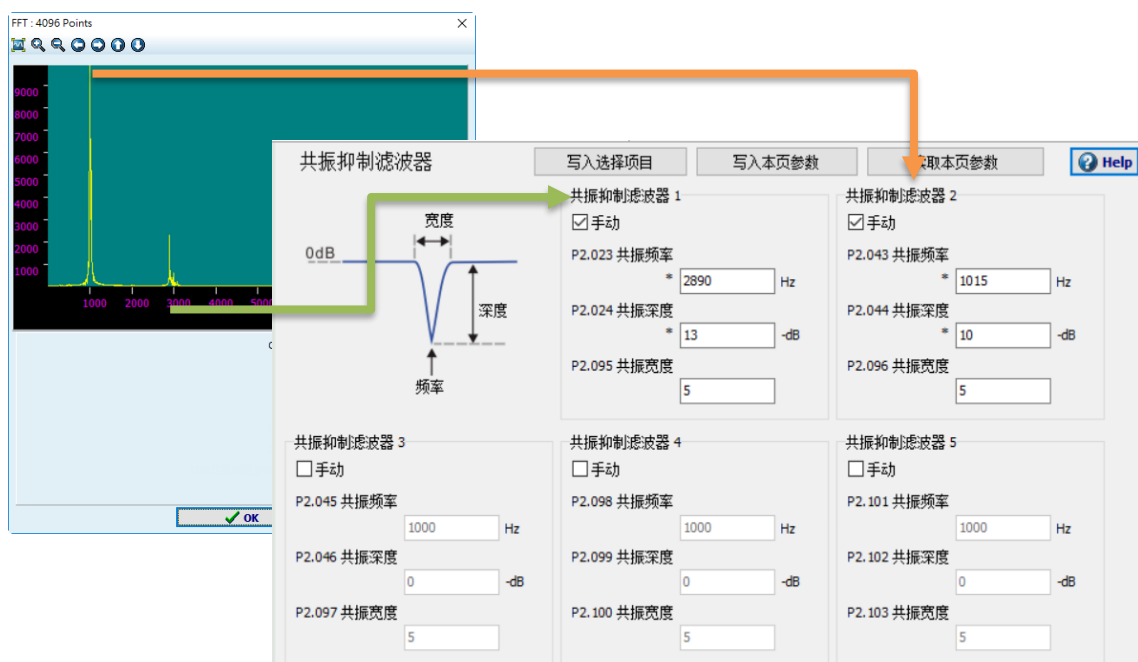 FFT : 4096 Points
9000
8000
7000
6000
5000
4000
3000
2000
1000
1000 2000 3000 4000 5000
OK
共振抑制滤波器
写入选择项目
写入本页参数
取本页参数
Help
0dB
宽度
深度
频率
共振抑制滤波器 1
手动
P2.023 共振频率
* 2890 Hz
P2.024 共振深度
* 13 -dB
P2.095 共振宽度
5
共振抑制滤波器 2
手动
P2.043 共振频率
* 1015 Hz
P2.044 共振深度
* 10 -dB
P2.096 共振宽度
5
共振抑制滤波器 3
手动
P2.045 共振频率
1000 Hz
P2.046 共振深度
0 -dB
P2.097 共振宽度
5
共振抑制滤波器 4
手动
P2.098 共振频率
1000 Hz
P2.099 共振深度
0 -dB
P2.100 共振宽度
5
共振抑制滤波器 5
手动
P2.101 共振频率
1000 Hz
P2.102 共振深度
0 -dB
P2.103 共振宽度
5